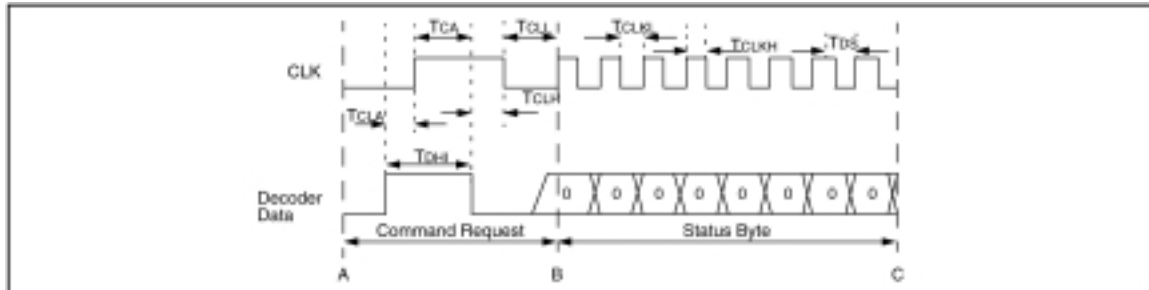 TCA TCLL TCLKL TCLKH TDS
CLK
TCLH
TCLA
TDHI
Decoder
Data
0 0 0 0 0 0 0 0
Command Request Status Byte
A B C